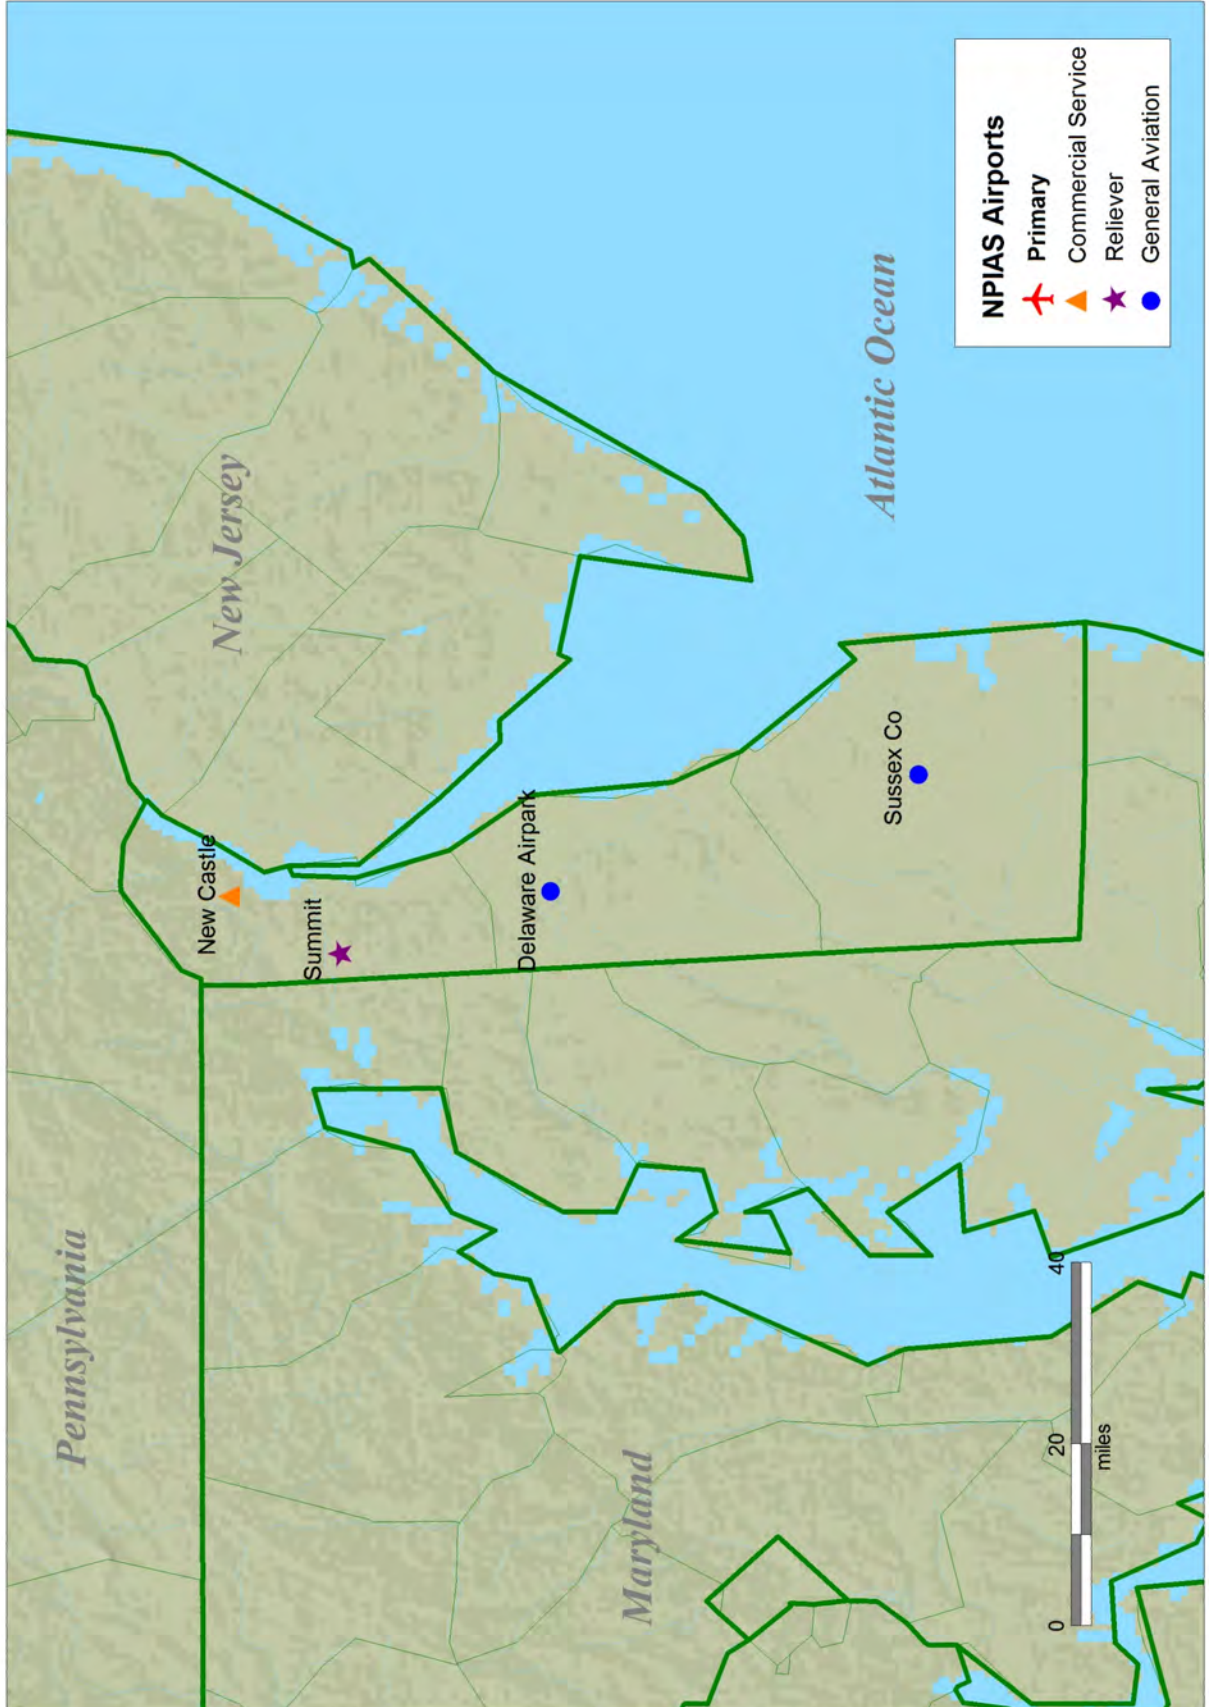 Pennsylvania
New Jersey
New Castle
Summit
Delaware Airpark
Sussex Co
Maryland
Atlantic Ocean
NPIAS Airports
Primary
Commercial Service
Reliever
General Aviation
0 20 40
miles